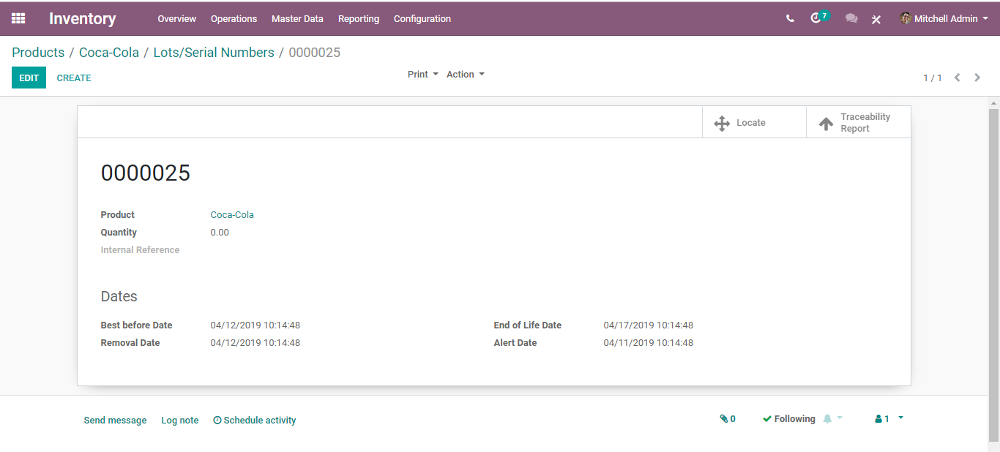 Inventory Overview Operations Master Data Reporting Configuration 7 Mitchell Admin
Products / Coca-Cola / Lots/Serial Numbers / 0000025
EDIT CREATE Print Action 1 / 1
Locate Traceability
Report
0000025
Product Coca-Cola
Quantity 0.00
Internal Reference
Dates
Best before Date 04/12/2019 10:14:48 End of Life Date 04/17/2019 10:14:48
Removal Date 04/12/2019 10:14:48 Alert Date 04/11/2019 10:14:48
Send message Log note Schedule activity 0 Following 1